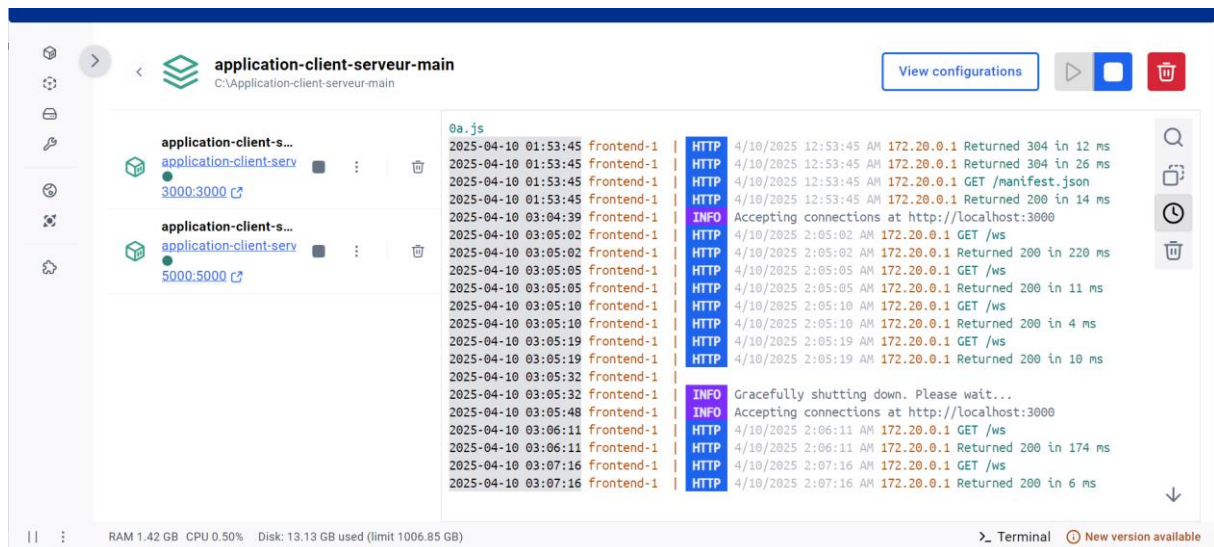 application-client-serveur-main
C:\Application-client-serveur-main
View configurations
application-client-s...
application-client-serv
3000:3000
application-client-s...
application-client-serv
5000:5000
0a.js
2025-04-10 01:53:45 frontend-1 | HTTP 4/10/2025 12:53:45 AM 172.20.0.1 Returned 304 in 12 ms
2025-04-10 01:53:45 frontend-1 | HTTP 4/10/2025 12:53:45 AM 172.20.0.1 Returned 304 in 26 ms
2025-04-10 01:53:45 frontend-1 | HTTP 4/10/2025 12:53:45 AM 172.20.0.1 GET /manifest.json
2025-04-10 01:53:45 frontend-1 | HTTP 4/10/2025 12:53:45 AM 172.20.0.1 Returned 200 in 14 ms
2025-04-10 03:04:39 frontend-1 | INFO Accepting connections at http://localhost:3000
2025-04-10 03:05:02 frontend-1 | HTTP 4/10/2025 2:05:02 AM 172.20.0.1 GET /ws
2025-04-10 03:05:02 frontend-1 | HTTP 4/10/2025 2:05:02 AM 172.20.0.1 Returned 200 in 220 ms
2025-04-10 03:05:05 frontend-1 | HTTP 4/10/2025 2:05:05 AM 172.20.0.1 GET /ws
2025-04-10 03:05:05 frontend-1 | HTTP 4/10/2025 2:05:05 AM 172.20.0.1 Returned 200 in 11 ms
2025-04-10 03:05:10 frontend-1 | HTTP 4/10/2025 2:05:10 AM 172.20.0.1 GET /ws
2025-04-10 03:05:10 frontend-1 | HTTP 4/10/2025 2:05:10 AM 172.20.0.1 Returned 200 in 4 ms
2025-04-10 03:05:19 frontend-1 | HTTP 4/10/2025 2:05:19 AM 172.20.0.1 GET /ws
2025-04-10 03:05:19 frontend-1 | HTTP 4/10/2025 2:05:19 AM 172.20.0.1 Returned 200 in 10 ms
2025-04-10 03:05:32 frontend-1 |
2025-04-10 03:05:32 frontend-1 | INFO Gracefully shutting down. Please wait...
2025-04-10 03:05:48 frontend-1 | INFO Accepting connections at http://localhost:3000
2025-04-10 03:06:11 frontend-1 | HTTP 4/10/2025 2:06:11 AM 172.20.0.1 GET /ws
2025-04-10 03:06:11 frontend-1 | HTTP 4/10/2025 2:06:11 AM 172.20.0.1 Returned 200 in 174 ms
2025-04-10 03:07:16 frontend-1 | HTTP 4/10/2025 2:07:16 AM 172.20.0.1 GET /ws
2025-04-10 03:07:16 frontend-1 | HTTP 4/10/2025 2:07:16 AM 172.20.0.1 Returned 200 in 6 ms
RAM 1.42 GB CPU 0.50% Disk: 13.13 GB used (limit 1006.85 GB)
>_ Terminal
New version available